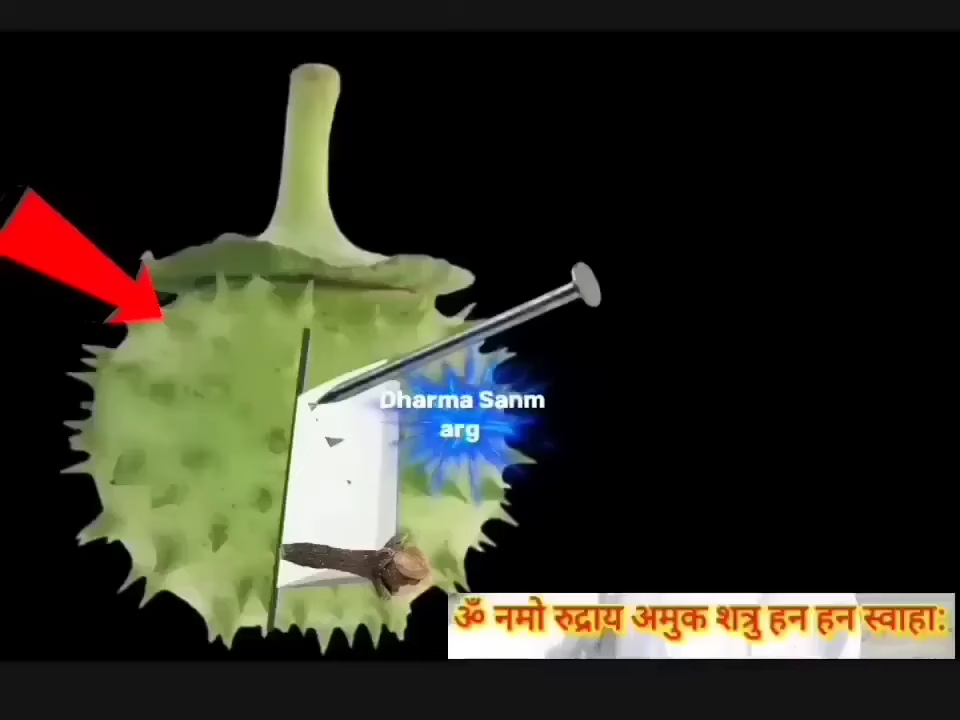 Dharma Sanm
arg
ॐ नमो रुद्राय अमुक शत्रु हन हन स्वाहाः